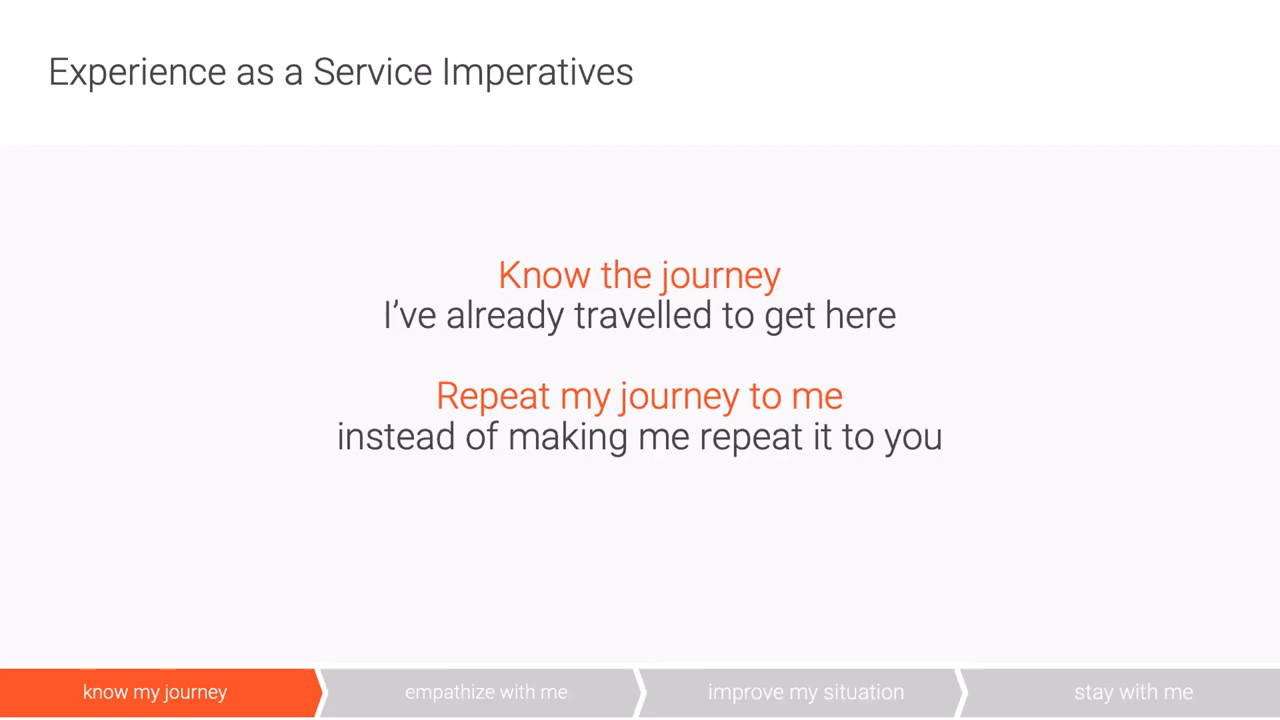 Experience as a Service Imperatives
Know the journey
I’ve already travelled to get here
Repeat my journey to me
instead of making me repeat it to you
know my journey
empathize with me
improve my situation
stay with me